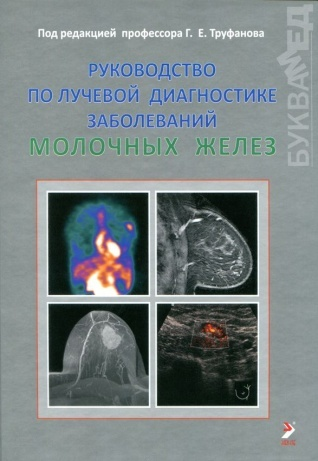 Под редакцией профессора Г. Е. Труфанова
РУКОВОДСТВО
ПО ЛУЧЕВОЙ ДИАГНОСТИКЕ
ЗАБОЛЕВАНИЙ
МОЛОЧНЫХ ЖЕЛЕЗ
БУКВАМЕД